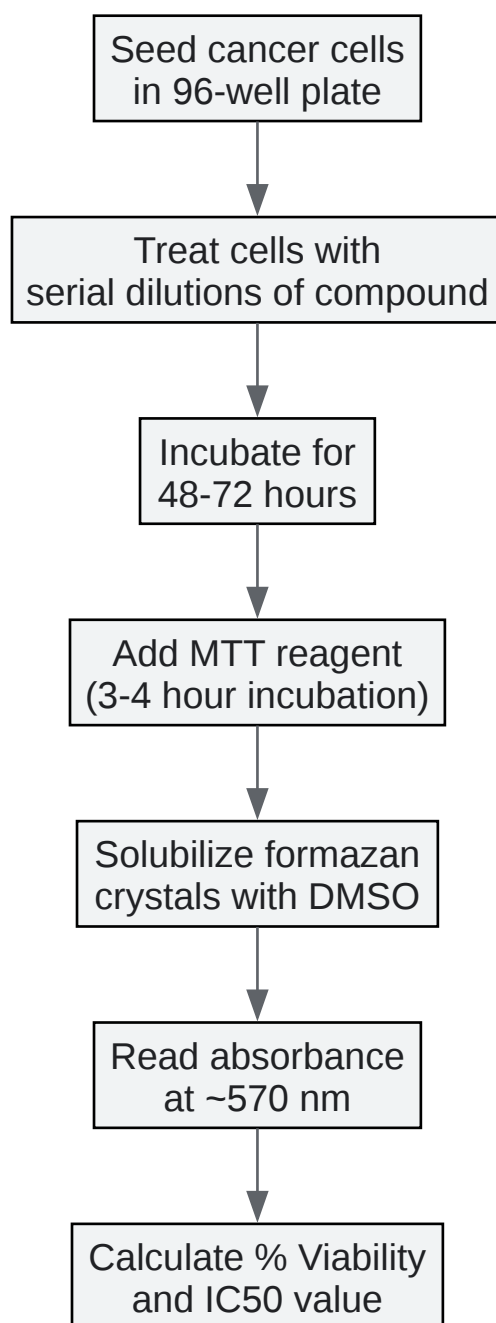 Seed cancer cells
in 96-well plate
Treat cells with
serial dilutions of compound
Incubate for
48-72 hours
Add MTT reagent
(3-4 hour incubation)
Solubilize formazan
crystals with DMSO
Read absorbance
at ~570 nm
Calculate % Viability
and IC50 value